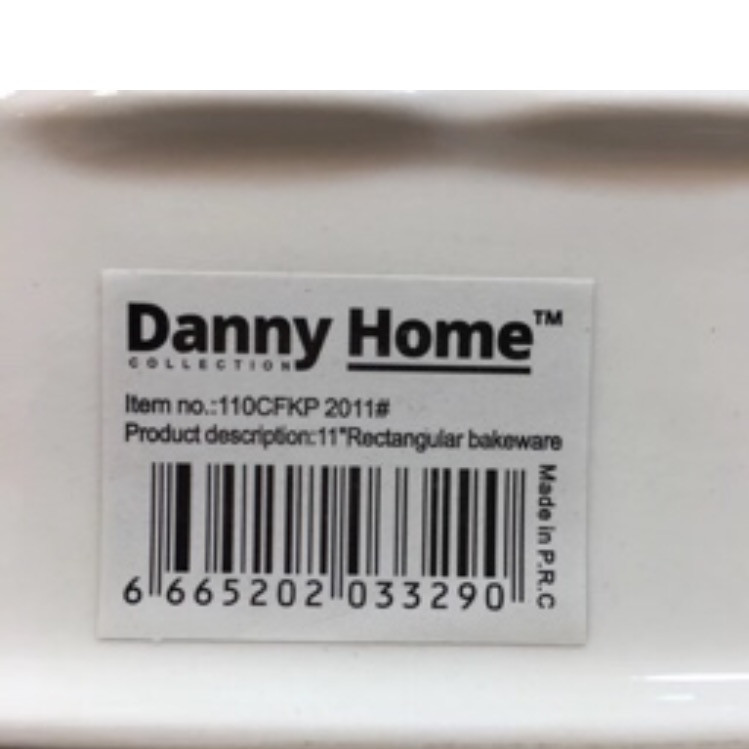 Danny Home™
COLLECTION
Item no.:110CFKP 2011#
Product description:11"Rectangular bakeware
6 665202 033290
Made in P.R.C